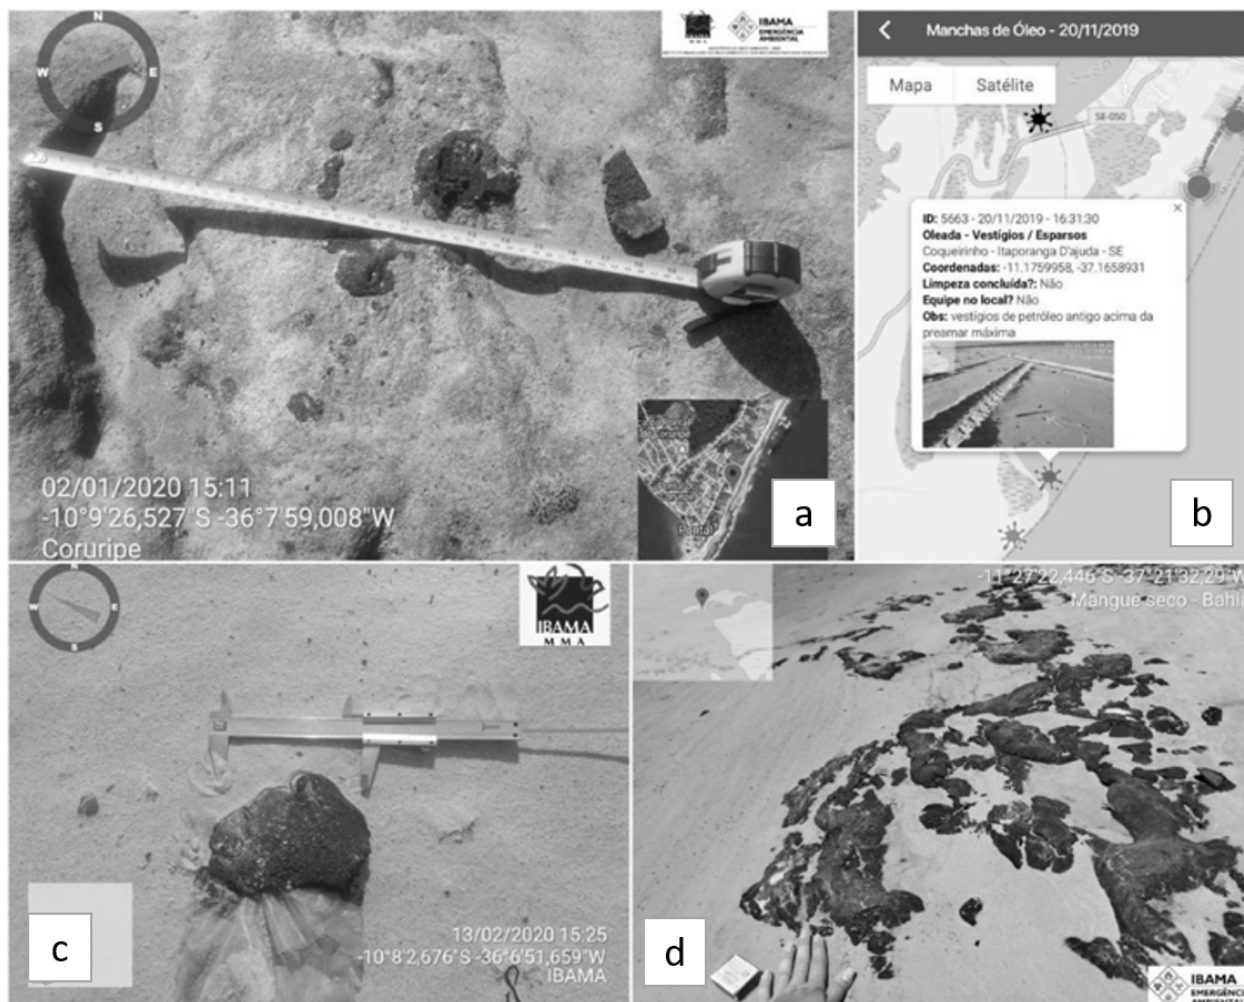 N
W
E
S
IBAMA
EMERGÊNCIA
AMBIENTAL
MMA
02/01/2020 15:11
-10°9'26,527"S -36°7'59,008"W
Coruripe
Pontal
a
Manchas de Óleo - 20/11/2019
Mapa
Satélite
SE-050
ID: 5663 - 20/11/2019 - 16:31:30
Oleada - Vestígios / Esparsos
Coqueirinho - Itaporanga D'ajuda - SE
Coordenadas: -11.1759958, -37.1658931
Limpeza concluída?: Não
Equipe no local? Não
Obs: vestígios de petróleo antigo acima da
preamar máxima
b
N
W
E
S
IBAMA
MMA
13/02/2020 15:25
-10°8'2,676"S -36°6'51,659"W
IBAMA
c
-11°27'22,446"S -37°21'32,29"W
Mangue seco - Bahia
d
IBAMA
EMERGÊNCIA
AMBIENTAL